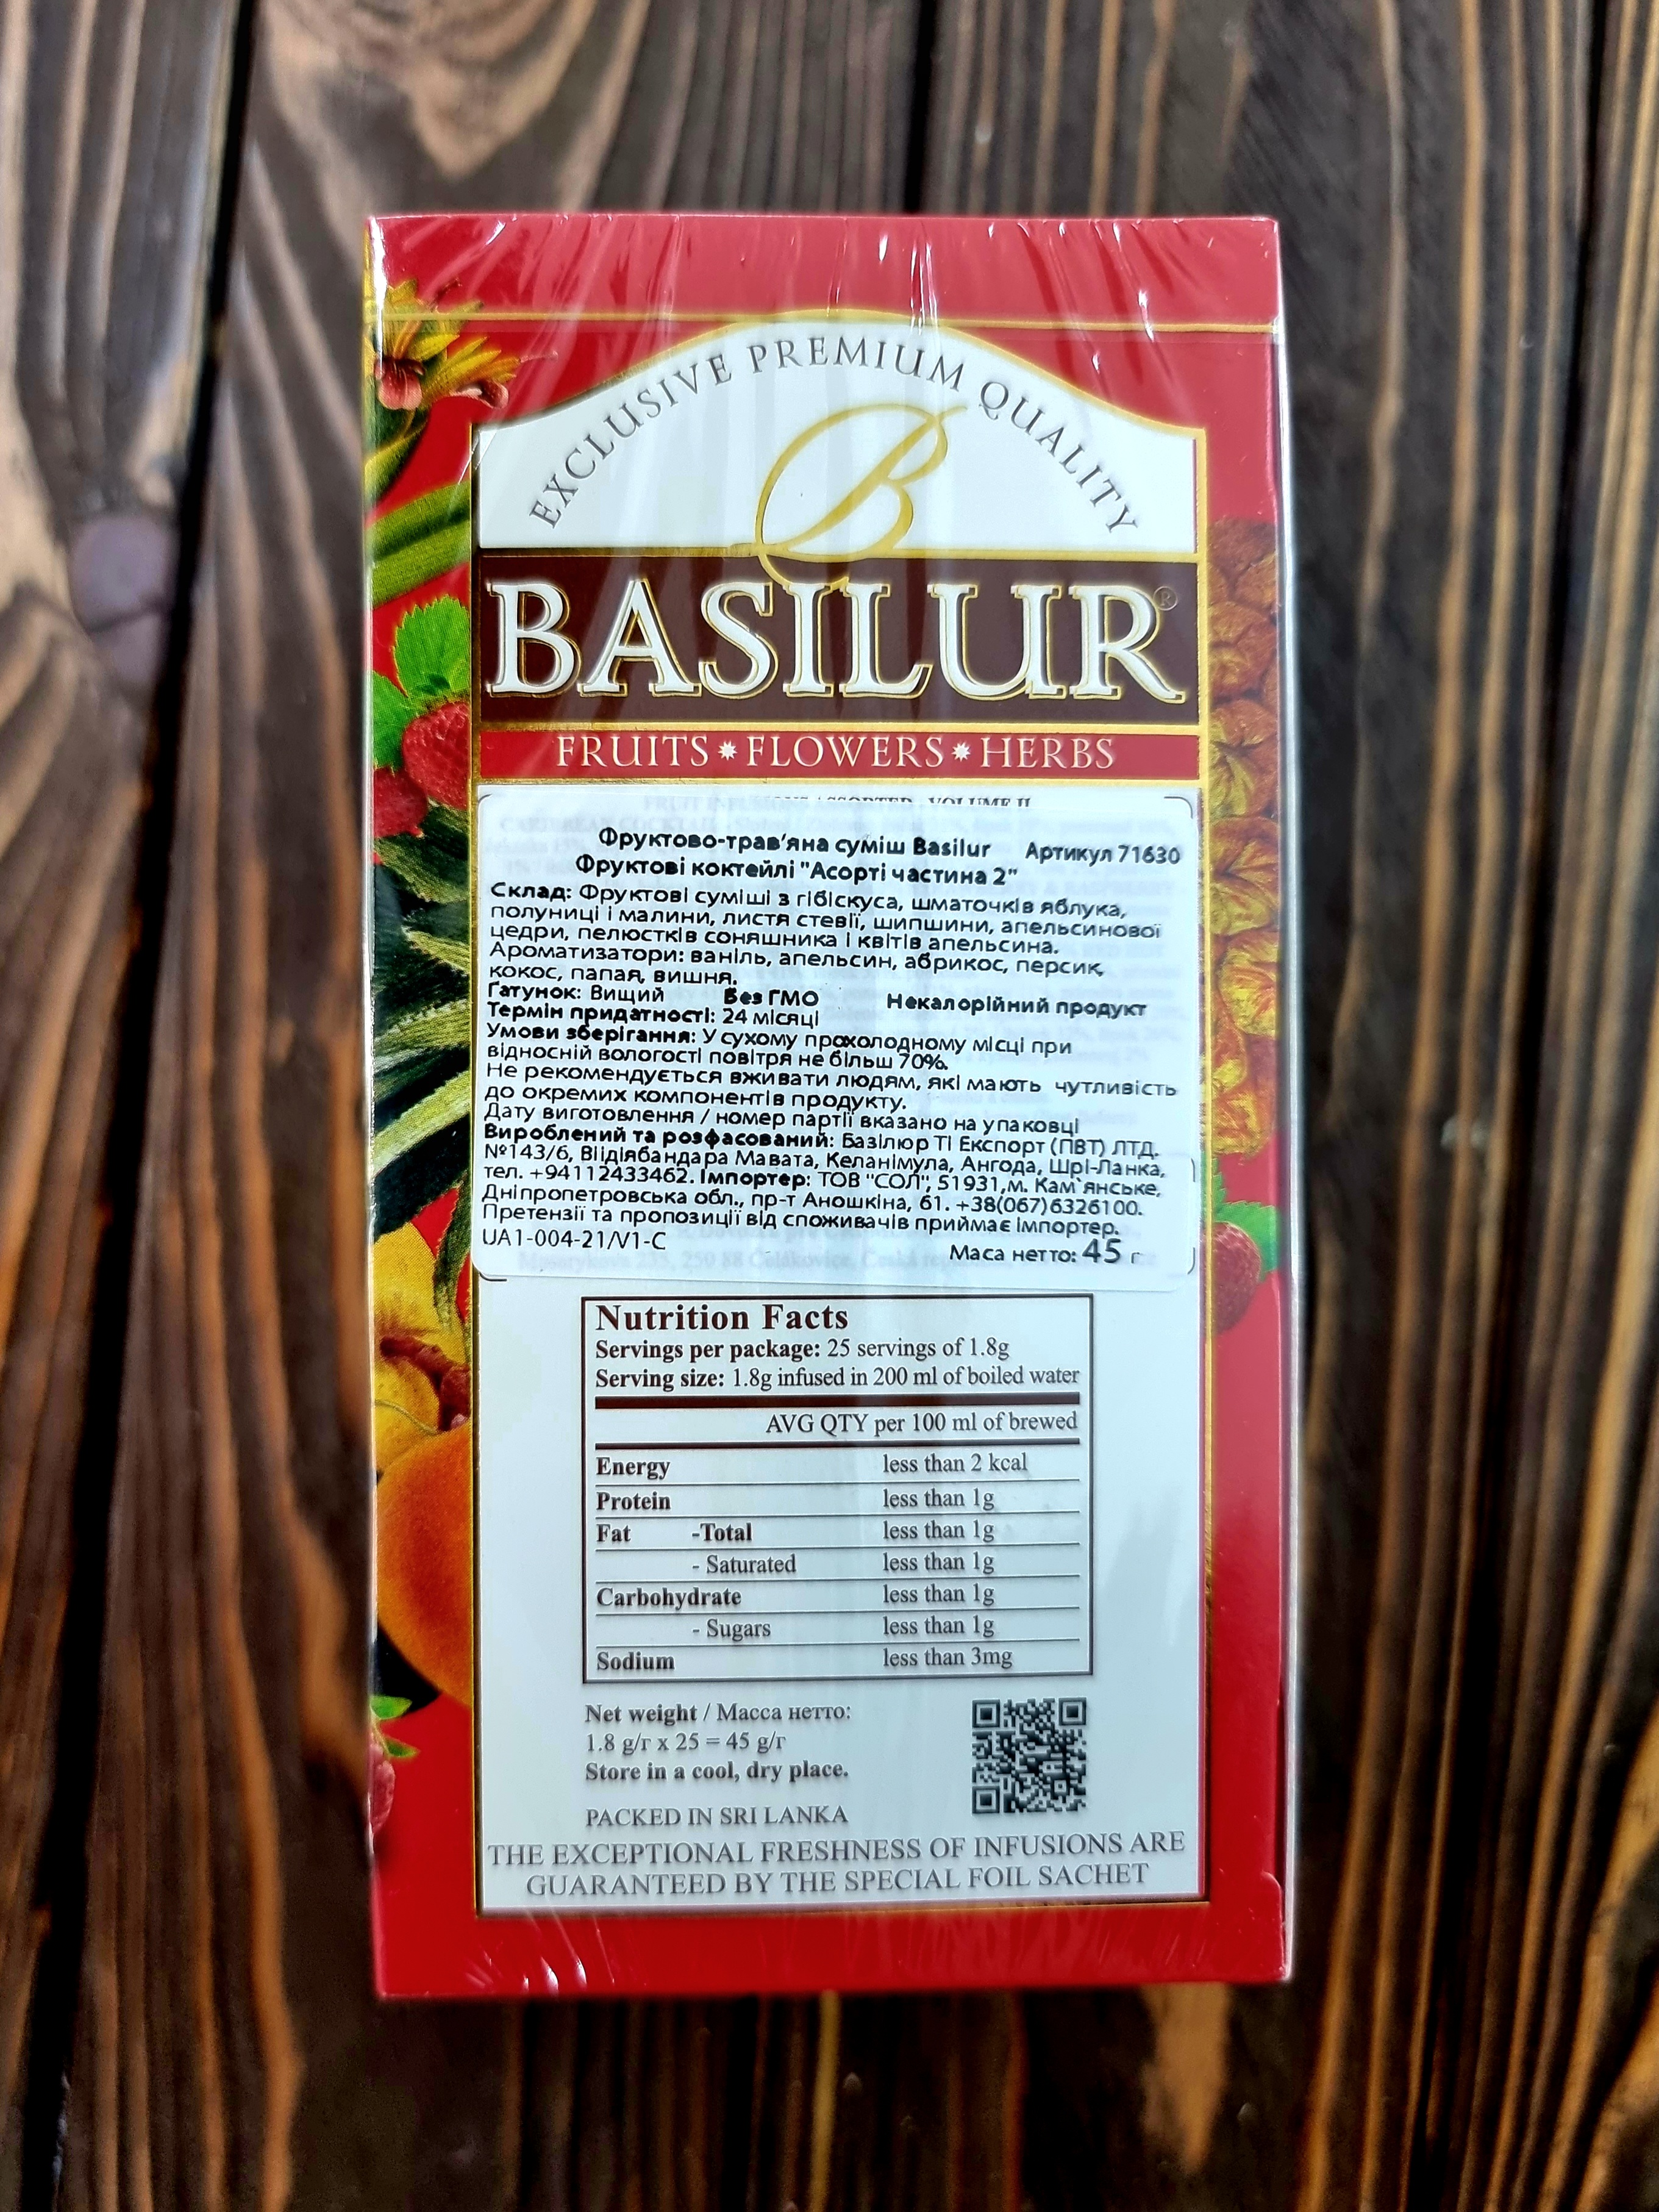 EXCLUSIVE PREMIUM QUALITY
B
BASILUR®
FRUITS * FLOWERS * HERBS
ASSORTED - VOLUME II
Фруктово-трав'яна суміш Basilur Артикул 71630
Фруктові коктейлі "Асорті частина 2"
Склад: Фруктові суміші з гібіскуса, шматочків яблука,
полуниці і малини, листя стевії, шипшини, апельсинової
цедри, пелюстків соняшника і квітів апельсина.
Ароматизатори: ваніль, апельсин, абрикос, персик,
кокос, папая, вишня.
Ґатунок: Вищий Без ГМО Некалорійний продукт
Термін придатності: 24 місяці
Умови зберігання: У сухому прохолодному місці при
відносній вологості повітря не більш 70%.
Не рекомендується вживати людям, які мають чутливість
до окремих компонентів продукту.
Дату виготовлення / номер партії вказано на упаковці
Вироблений та розфасований: Базілюр Ті Експорт (ПВТ) ЛТД.
№143/6, Віідіябандара Мавата, Келанімула, Ангода, Шрі-Ланка,
тел. +94112433462. Імпортер: ТОВ "СОЛ", 51931,м. Кам`янське,
Дніпропетровська обл., пр-т Аношкіна, 61. +38(067)6326100.
Претензії та пропозиції від споживачів приймає імпортер.
UA1-004-21/V1-C Маса нетто: 45 г
Nutrition Facts
Servings per package: 25 servings of 1.8g
Serving size: 1.8g infused in 200 ml of boiled water
AVG QTY per 100 ml of brewed
Energy less than 2 kcal
Protein less than 1g
Fat -Total less than 1g
- Saturated less than 1g
Carbohydrate less than 1g
- Sugars less than 1g
Sodium less than 3mg
Net weight / Масса нетто:
1.8 g/г x 25 = 45 g/г
Store in a cool, dry place.
PACKED IN SRI LANKA
THE EXCEPTIONAL FRESHNESS OF INFUSIONS ARE
GUARANTEED BY THE SPECIAL FOIL SACHET